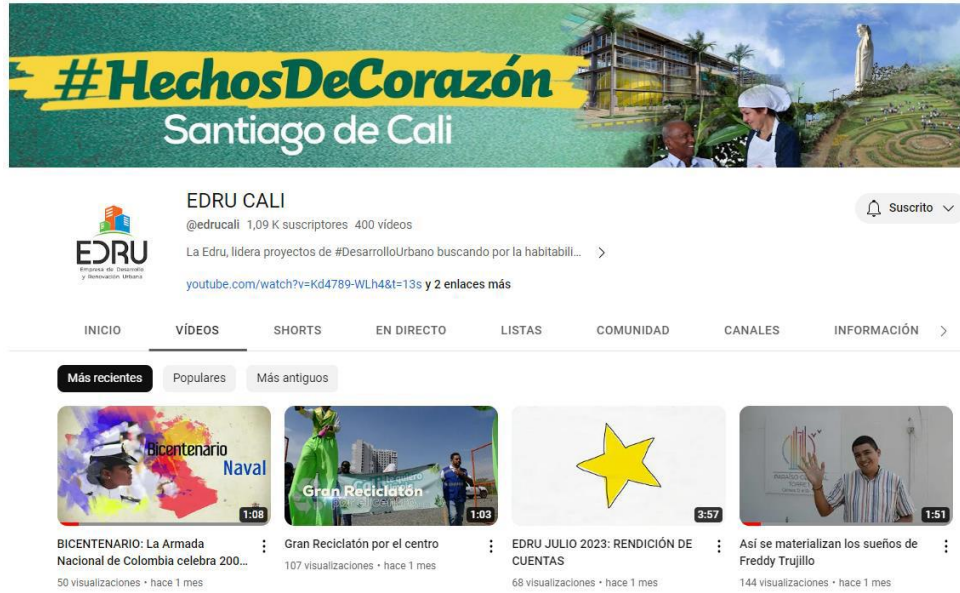 #HechosDeCorazón
Santiago de Cali
EDRU
Empresa de Desarrollo
y Renovación Urbana
EDRU CALI
@edrucali 1,09 K suscriptores 400 vídeos
La Edru, lidera proyectos de #DesarrolloUrbano buscando por la habitabili...
youtube.com/watch?v=Kd4789-WLh4&t=13s y 2 enlaces más
Suscrito
INICIO VÍDEOS SHORTS EN DIRECTO LISTAS COMUNIDAD CANALES INFORMACIÓN
Más recientes Populares Más antiguos
Bicentenario
Naval
1:08
BICENTENARIO: La Armada
Nacional de Colombia celebra 200...
50 visualizaciones • hace 1 mes
Gran Reciclatón
1:03
Gran Reciclatón por el centro
107 visualizaciones • hace 1 mes
3:57
EDRU JULIO 2023: RENDICIÓN DE
CUENTAS
68 visualizaciones • hace 1 mes
1:51
Así se materializan los sueños de
Freddy Trujillo
144 visualizaciones • hace 1 mes